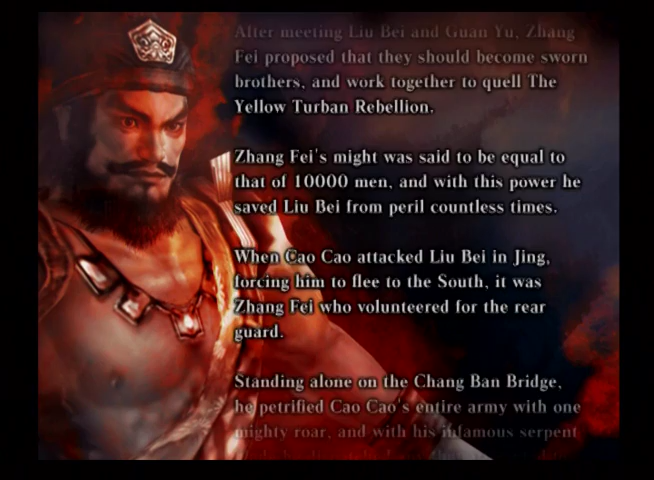 After meeting Liu Bei and Guan Yu, Zhang
Fei proposed that they should become sworn
brothers, and work together to quell The
Yellow Turban Rebellion.
Zhang Fei's might was said to be equal to
that of 10000 men, and with this power he
saved Liu Bei from peril countless times.
When Cao Cao attacked Liu Bei in Jing,
forcing him to flee to the South, it was
Zhang Fei who volunteered for the rear
guard.
Standing alone on the Chang Ban Bridge,
he petrified Cao Cao's entire army with one
mighty roar, and with his infamous serpent